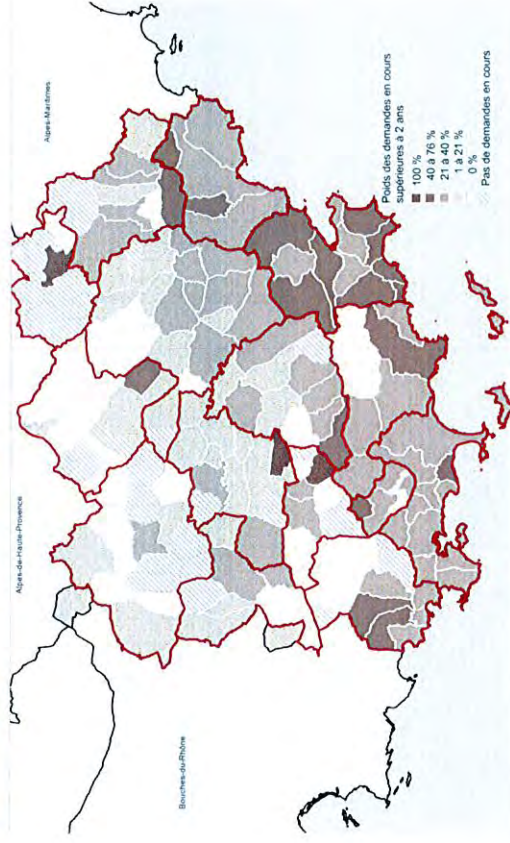 Alpes-de-Haute-Provence
Alpes-Maritimes
Bouches-du-Rhône
Poids des demandes en cours
supérieures à 2 ans
100 %
40 à 76 %
21 à 40 %
1 à 21 %
0 %
Pas de demandes en cours